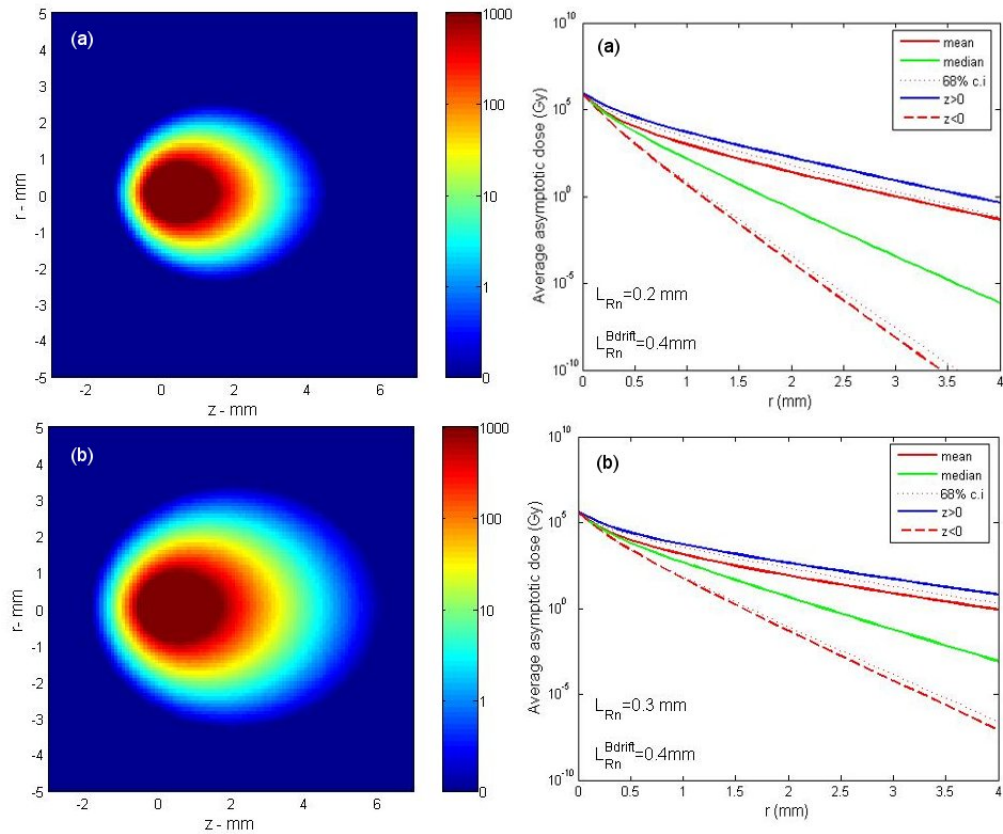 (a)
5
4
3
2
1
0
-1
-2
-3
-4
-5
r - mm
0 2 4 6
z - mm
1000
100
10
1
0
(a)
10^10
10^5
10^0
10^-5
10^-10
Average asymptotic dose (Gy)
mean
median
68% c.i
z>0
z<0
L_Rn=0.2 mm
L_Rn^Bdrift=0.4mm
0 0.5 1 1.5 2 2.5 3 3.5 4
r (mm)
(b)
5
4
3
2
1
0
-1
-2
-3
-4
-5
r- mm
0 2 4 6
z - mm
1000
100
10
1
0
(b)
10^10
10^5
10^0
10^-5
10^-10
Average asymptotic dose (Gy)
mean
median
68% c.i
z>0
z<0
L_Rn=0.3 mm
L_Rn^Bdrift=0.4mm
0 0.5 1 1.5 2 2.5 3 3.5 4
r (mm)